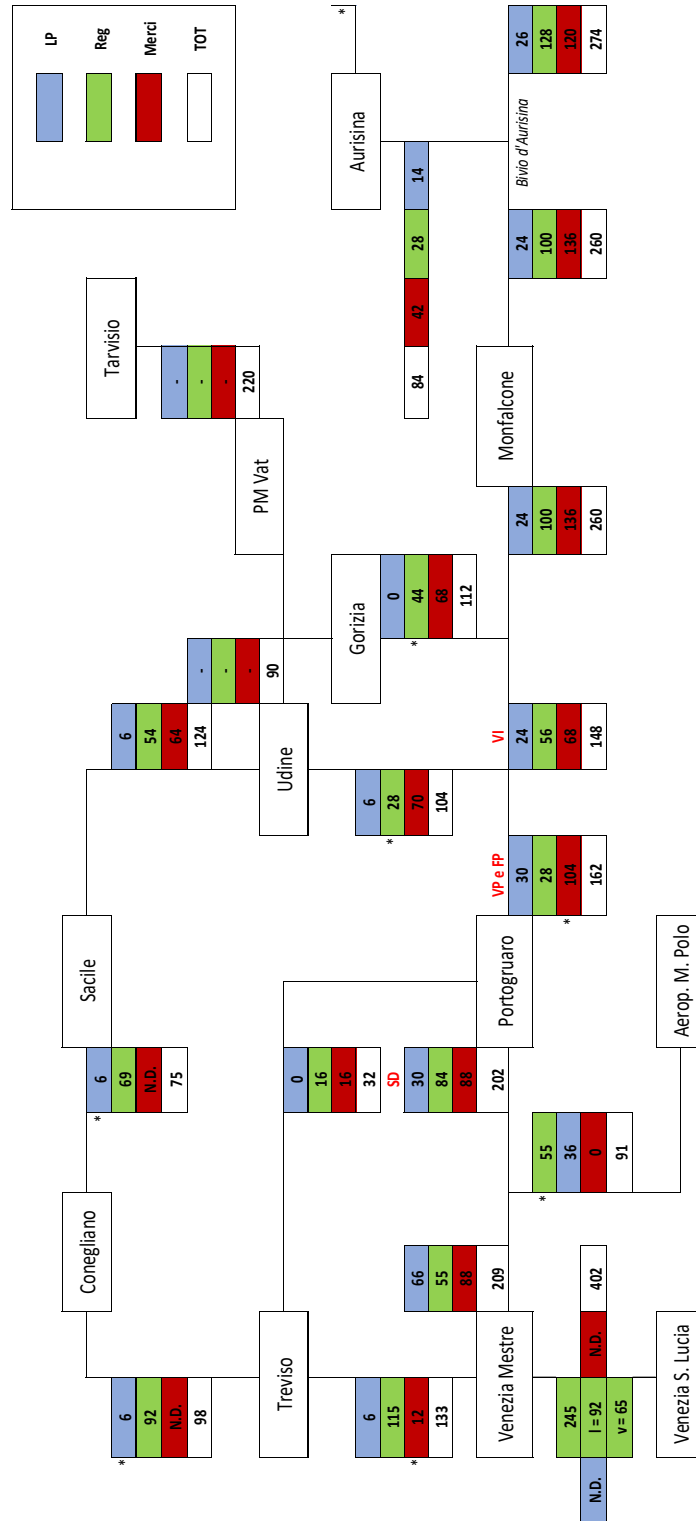 LP
Reg
Merci
TOT
Conegliano
Sacile
*
6
92
N.D.
98
*
6
69
N.D.
75
6
54
64
124
Tarvisio
-
-
-
220
-
-
-
90
PM Vat
Treviso
Udine
0
16
16
32
Gorizia
Aurisina
*
6
115
12
133
*
6
28
70
104
*
0
44
68
112
*
84
42
28
14
66
55
88
209
SD
30
84
88
202
Venezia Mestre
Portogruaro
Monfalcone
VP e FP
30
28
104
162
*
VI
24
56
68
148
24
100
136
260
24
100
136
260
Bivio d'Aurisina
26
128
120
274
*
55
36
0
91
N.D.
245
l = 92
v = 65
N.D.
402
Venezia S. Lucia
Aerop. M. Polo